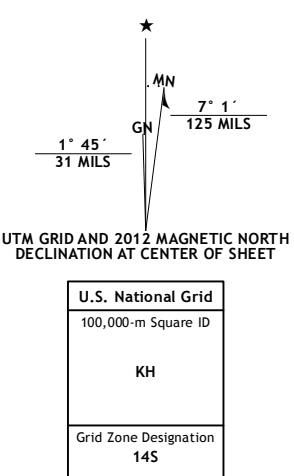 ★
MN
GN
7° 1´
125 MILS
1° 45´
31 MILS
UTM GRID AND 2012 MAGNETIC NORTH
DECLINATION AT CENTER OF SHEET
U.S. National Grid
100,000-m Square ID
KH
Grid Zone Designation
14S